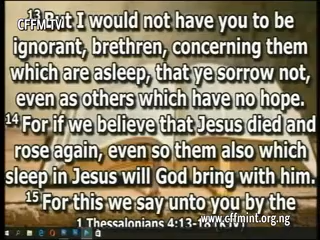 CFFM TV
13 But I would not have you to be
ignorant, brethren, concerning them
which are asleep, that ye sorrow not,
even as others which have no hope.
14 For if we believe that Jesus died and
rose again, even so them also which
sleep in Jesus will God bring with him.
15 For this we say unto you by the
1 Thessalonians 4:13-18 (KJV)
www.cffmint.org.ng